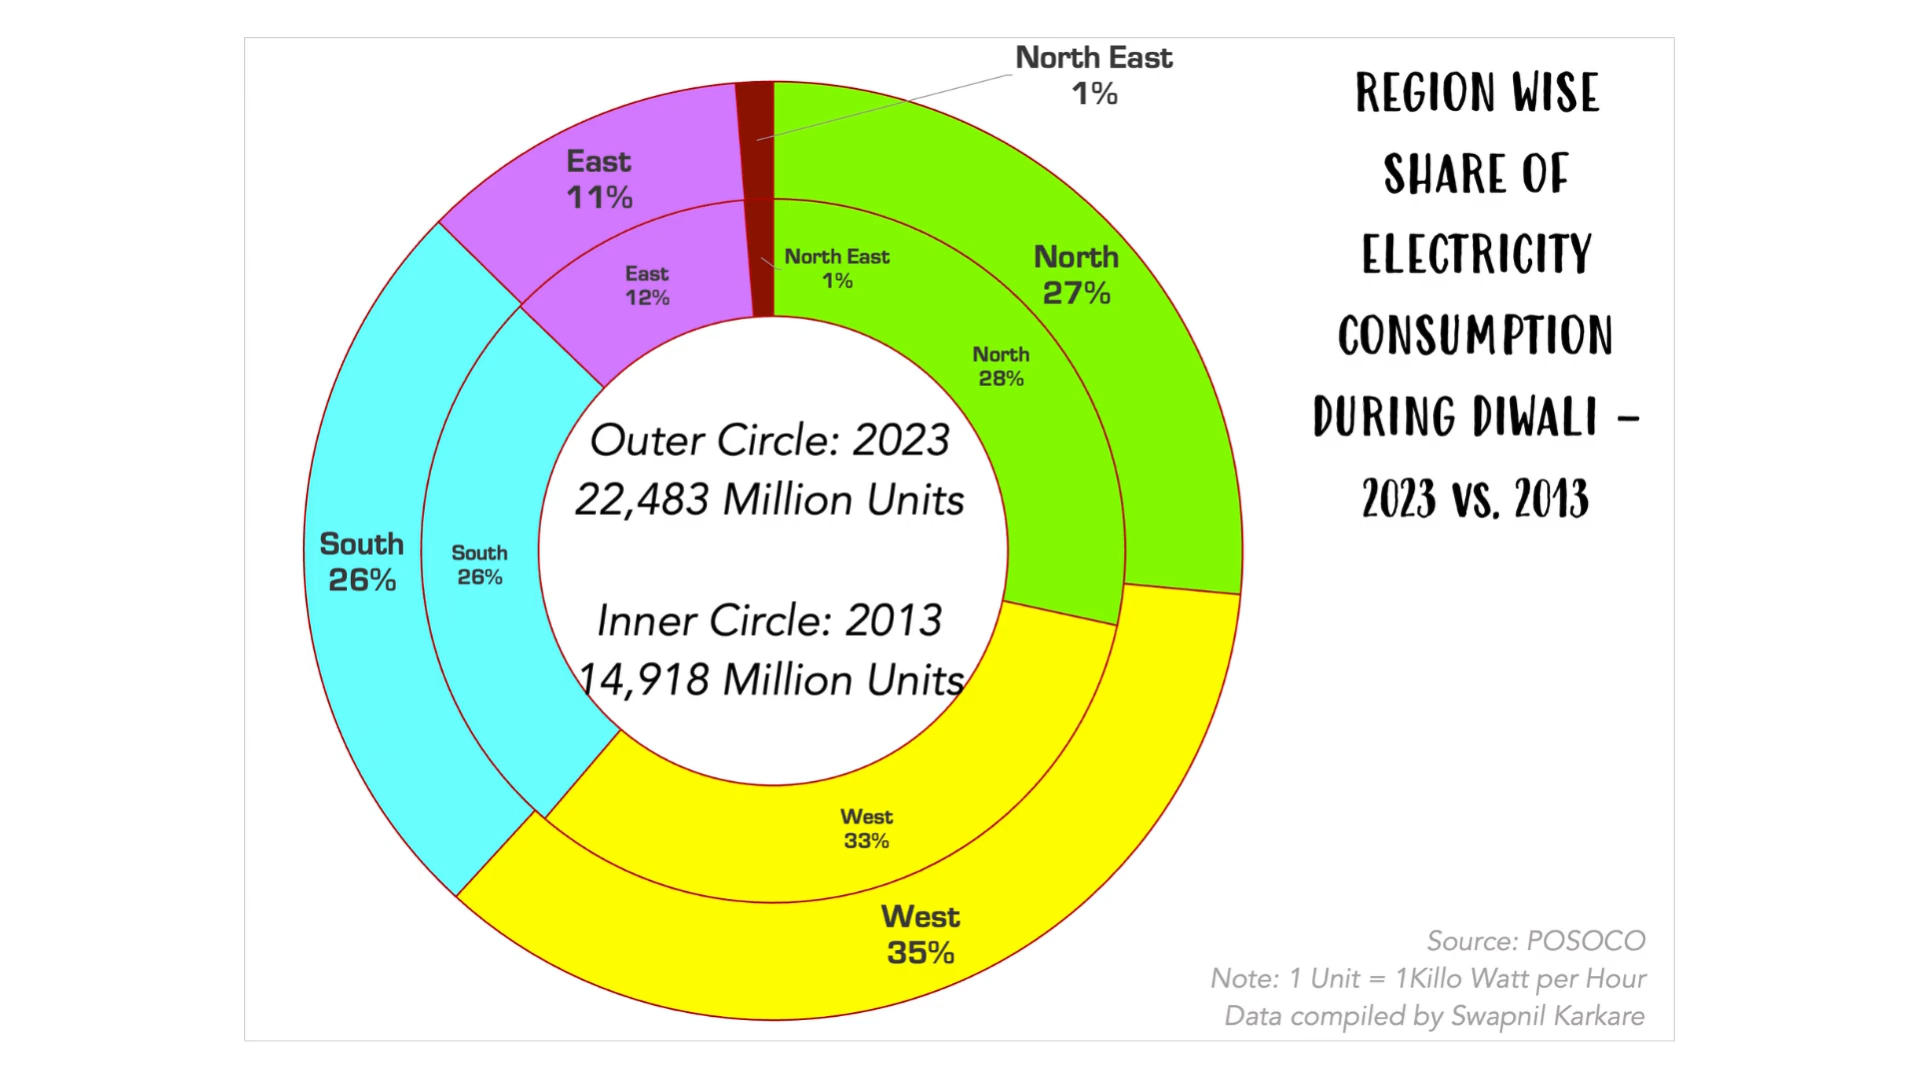 REGION WISE
SHARE OF
ELECTRICITY
CONSUMPTION
DURING DIWALI –
2023 VS. 2013
North East
1%
East
11%
North
27%
North East
1%
East
12%
North
28%
Outer Circle: 2023
22,483 Million Units
South
26%
South
26%
Inner Circle: 2013
14,918 Million Units
West
33%
West
35%
Source: POSOCO
Note: 1 Unit = 1Killo Watt per Hour
Data compiled by Swapnil Karkare